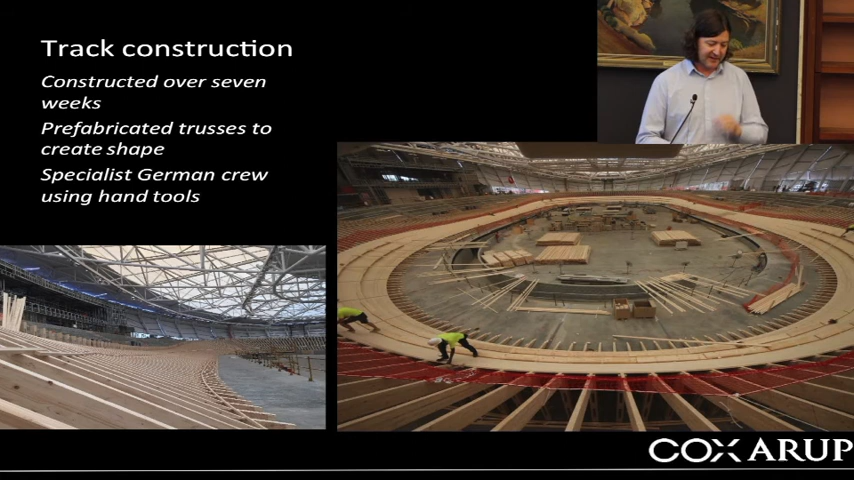 Track construction
Constructed over seven
weeks
Prefabricated trusses to
create shape
Specialist German crew
using hand tools
COX ARUP